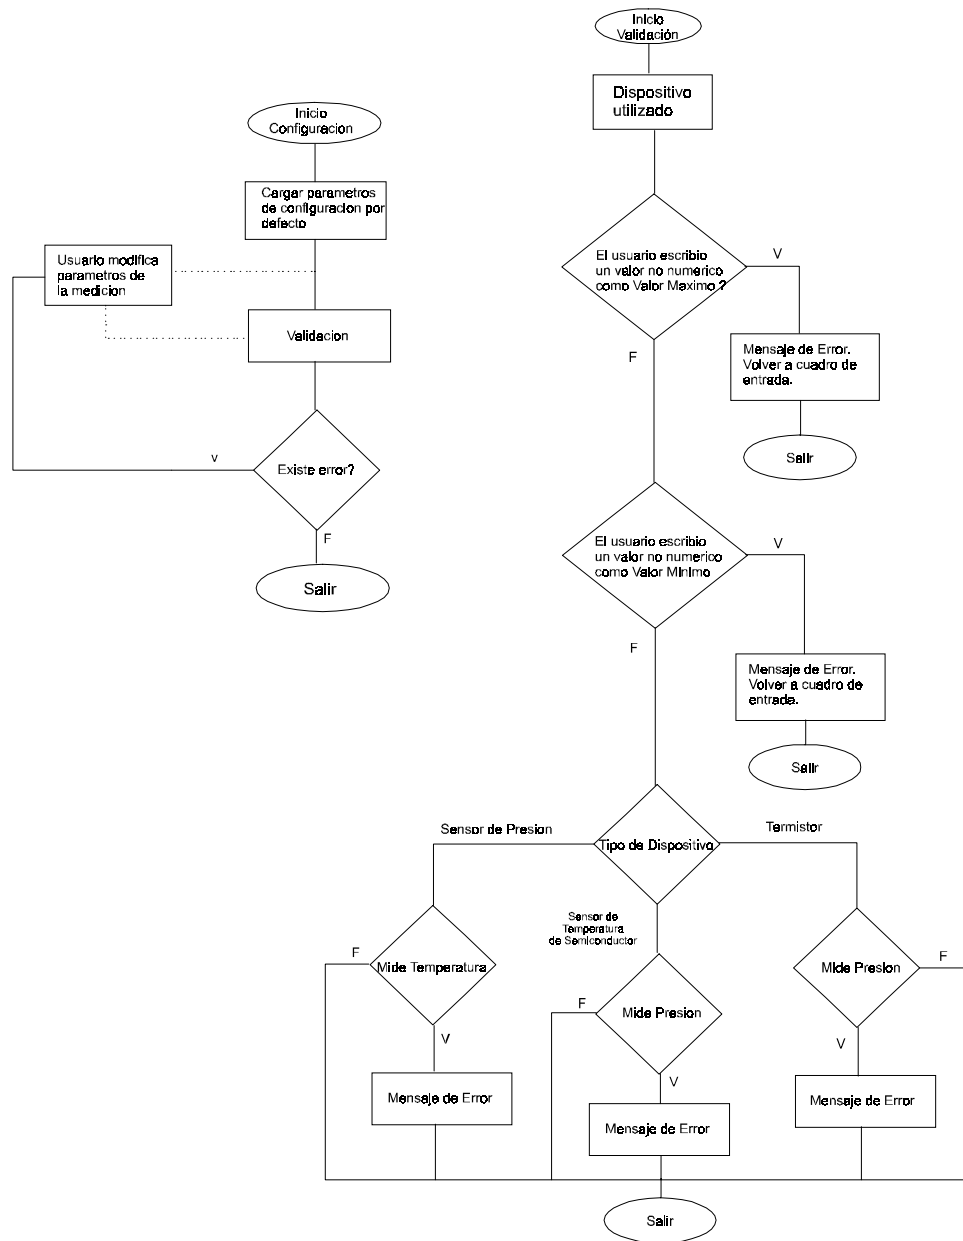 Inicio
Configuracion
Cargar parametros
de configuracion por
defecto
Usuario modifica
parametros de
la medicion
Validacion
Existe error?
v
F
Salir
Inicio
Validación
Dispositivo
utilizado
El usuario escribio
un valor no numerico
como Valor Maximo ?
V
F
Mensaje de Error.
Volver a cuadro de
entrada.
Salir
El usuario escribio
un valor no numerico
como Valor Minimo
V
F
Mensaje de Error.
Volver a cuadro de
entrada.
Salir
Tipo de Dispositivo
Sensor de Presion
Termistor
Sensor de
Temperatura
de Semiconductor
Mide Temperatura
F
V
Mensaje de Error
Mide Presion
F
V
Mensaje de Error
Mide Presion
F
V
Mensaje de Error
Salir